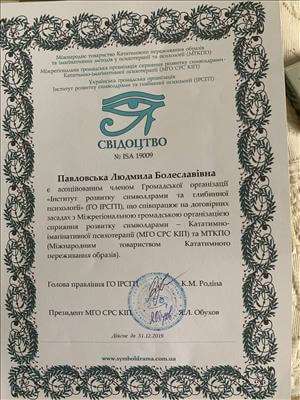 Міжнародне товариство Кататимного переживання образів
та імагінативних методів у психотерапії та психології (МТКПО)
Міжрегіональна громадська організація сприяння розвитку символдрами-
Кататимно-імагінативної психотерапії (МГО СРС КІП)
Українська громадська організація
Інститут розвитку символдрами та глибинної психології (ІРСГП)
СВІДОЦТВО
№ ISA 19009
Павловська Людмила Болеславівна
є асоційованим членом Громадської організації
«Інститут розвитку символдрами та глибинної
психології» (ГО ІРСГП), що співпрацює на договірних
засадах з Міжрегіональною громадською організацією
сприяння розвитку символдрами – Кататимно-
імагінативної психотерапії (МГО СРС КІП) та МТКПО
(Міжнародним товариством Кататимного
переживання образів).
Голова правління ГО ІРСГП К.М. Родіна
Президент МГО СРС КІП Я.Л. Обухов
Дійсне до 31.12.2019
www.symboldrama.com.ua